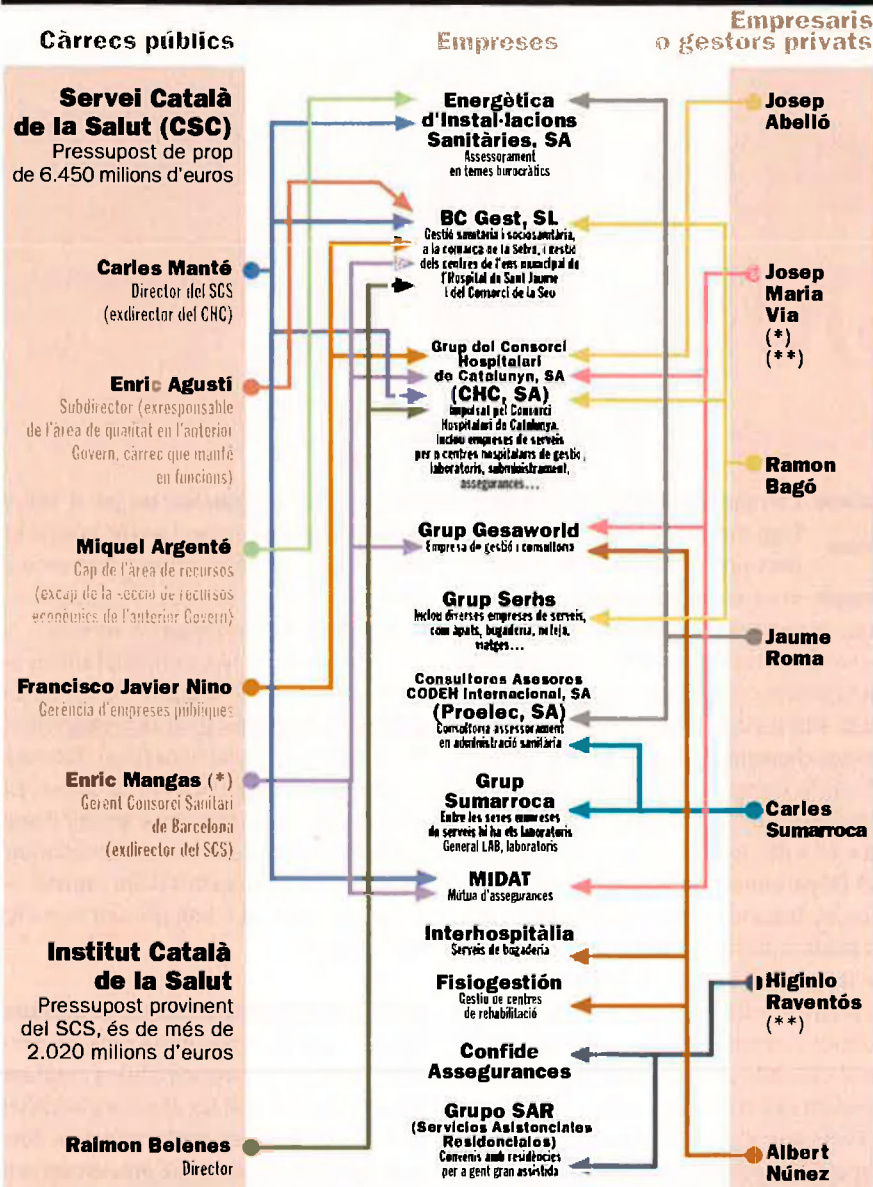 Càrrecs públics
Empreses
Empresaris
o gestors privats
Servei Català
de la Salut (CSC)
Pressupost de prop
de 6.450 milions d'euros
Carles Manté
Director del SCS
(exdirector del CHC)
Enric Agustí
Subdirector (exresponsable
de l'àrea de qualitat en l'anterior
Govern, càrrec que manté
en funcions)
Miquel Argenté
Cap de l'àrea de recursos
(excap de la secció de recursos
econòmics de l'anterior Govern)
Francisco Javier Nino
Gerència d'empreses públiques
Enric Mangas (*)
Gerent Consorci Sanitari
de Barcelona
(exdirector del SCS)
Institut Català
de la Salut
Pressupost provinent
del SCS, és de més de
2.020 milions d'euros
Raimon Belenes
Director
Energètica
d'Instal·lacions
Sanitàries, SA
Assessorament
en temes burocràtics
BC Gest, SL
Gestió sanitària i sociosanitària,
a la comarca de la Selva, i gestió
dels centres de l'ens municipal de
l'Hospital de Sant Jaume
i del Consorci de la Seu
Grup del Consorci
Hospitalari
de Catalunyn, SA
(CHC, SA)
Impulsat pel Consorci
Hospitalari de Catalunya.
Inclou empreses de serveis
per a centres hospitalaris de gestió,
laboratoris, subministrament,
assegurances...
Grup Gesaworld
Empresa de gestió i consultoria
Grup Serhs
Inclou diverses empreses de serveis,
com àpats, bugaderia, neteja,
viatges...
Consultores Asesores
CODEH Internacional, SA
(Proelec, SA)
Consultoria assessorament
en administració sanitària
Grup
Sumarroca
Entre les seves empreses
de serveis hi ha els laboratoris
General LAB, laboratoris
MIDAT
Mútua d'assegurances
Interhospitàlia
Serveis de bugaderia
Fisiogestión
Gestió de centres
de rehabilitació
Confide
Assegurances
Grupo SAR
(Servicios Asistenciales
Residenciales)
Convenis amb residències
per a gent gran assistida
Josep
Abelló
Josep
Maria
Via
(*)
(**)
Ramon
Bagó
Jaume
Roma
Carles
Sumarroca
Higinio
Raventós
(**)
Albert
Núnez